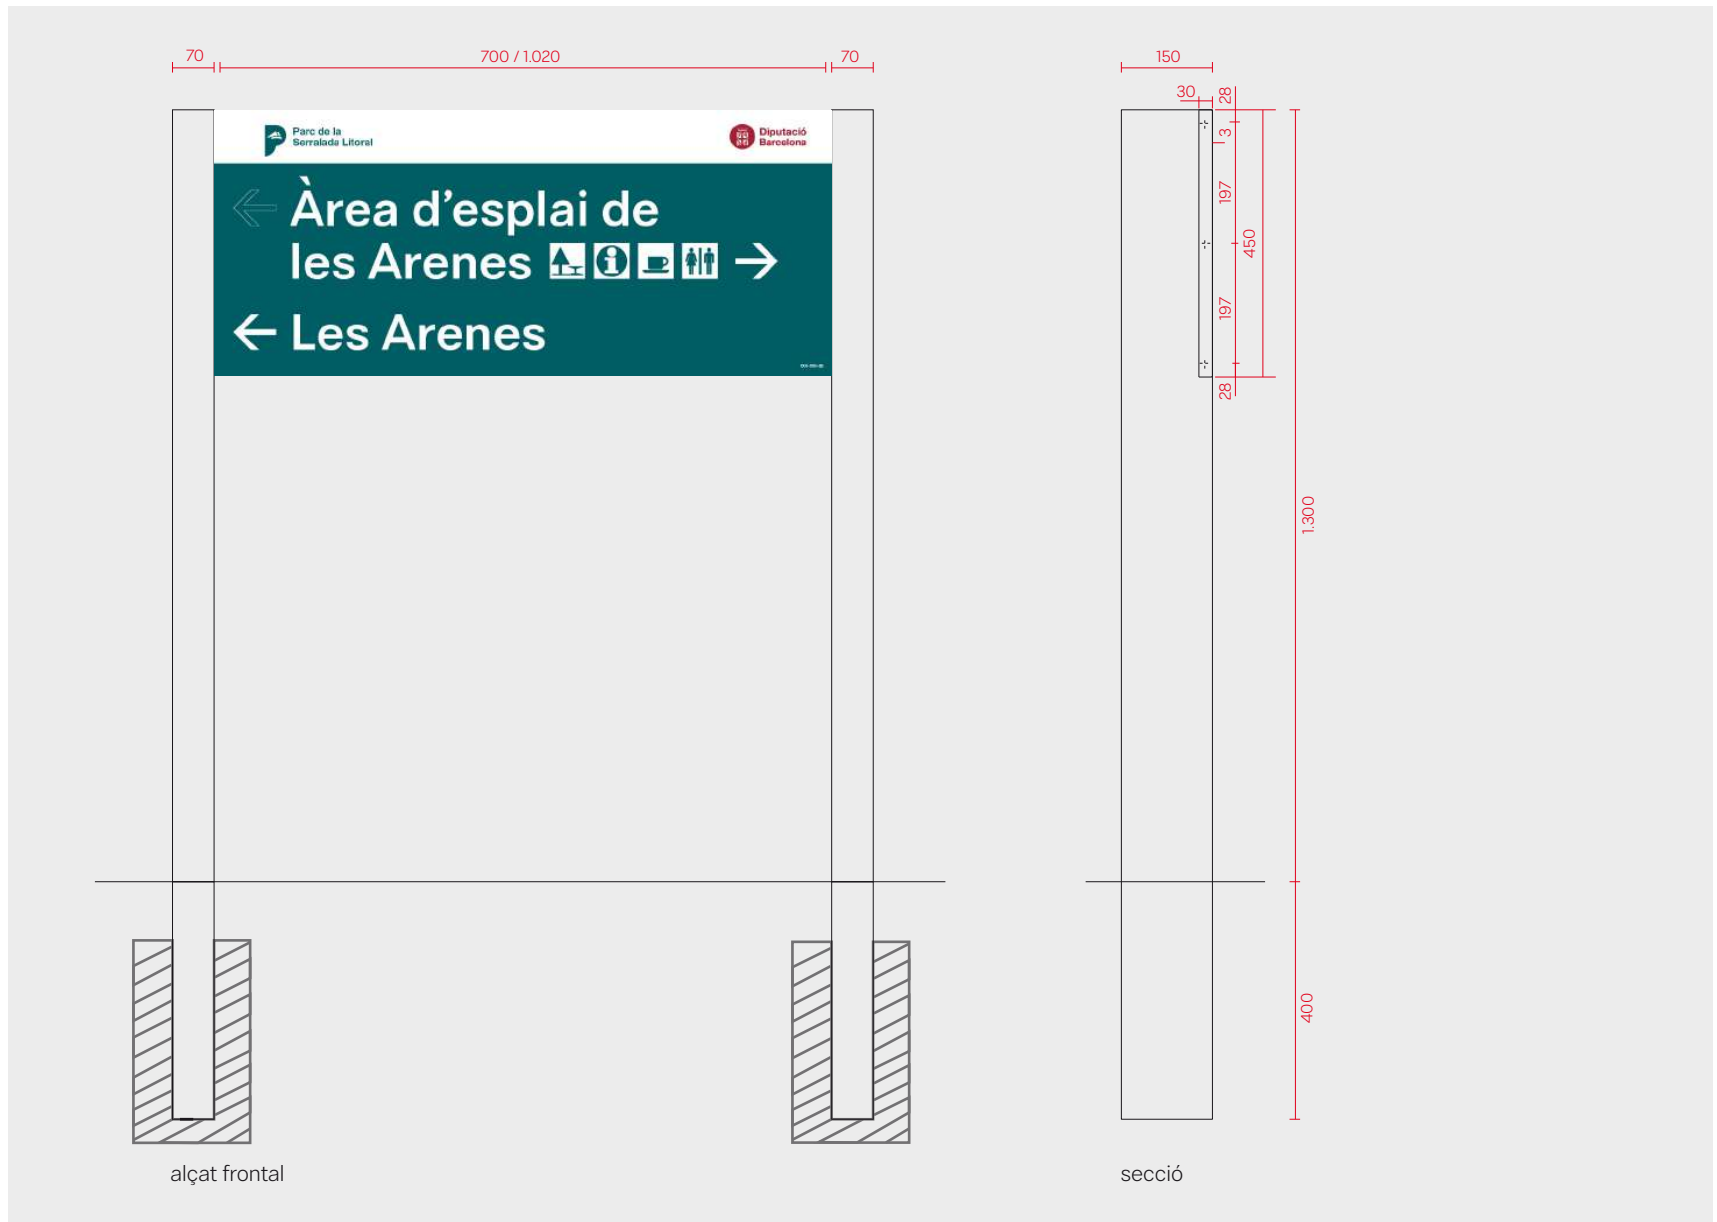 70
700 / 1.020
70
150
30
28
3
197
450
197
28
1.300
400
Parc de la
Serralada Litoral
Diputació
Barcelona
Àrea d'esplai de
les Arenes
Les Arenes
alçat frontal
secció